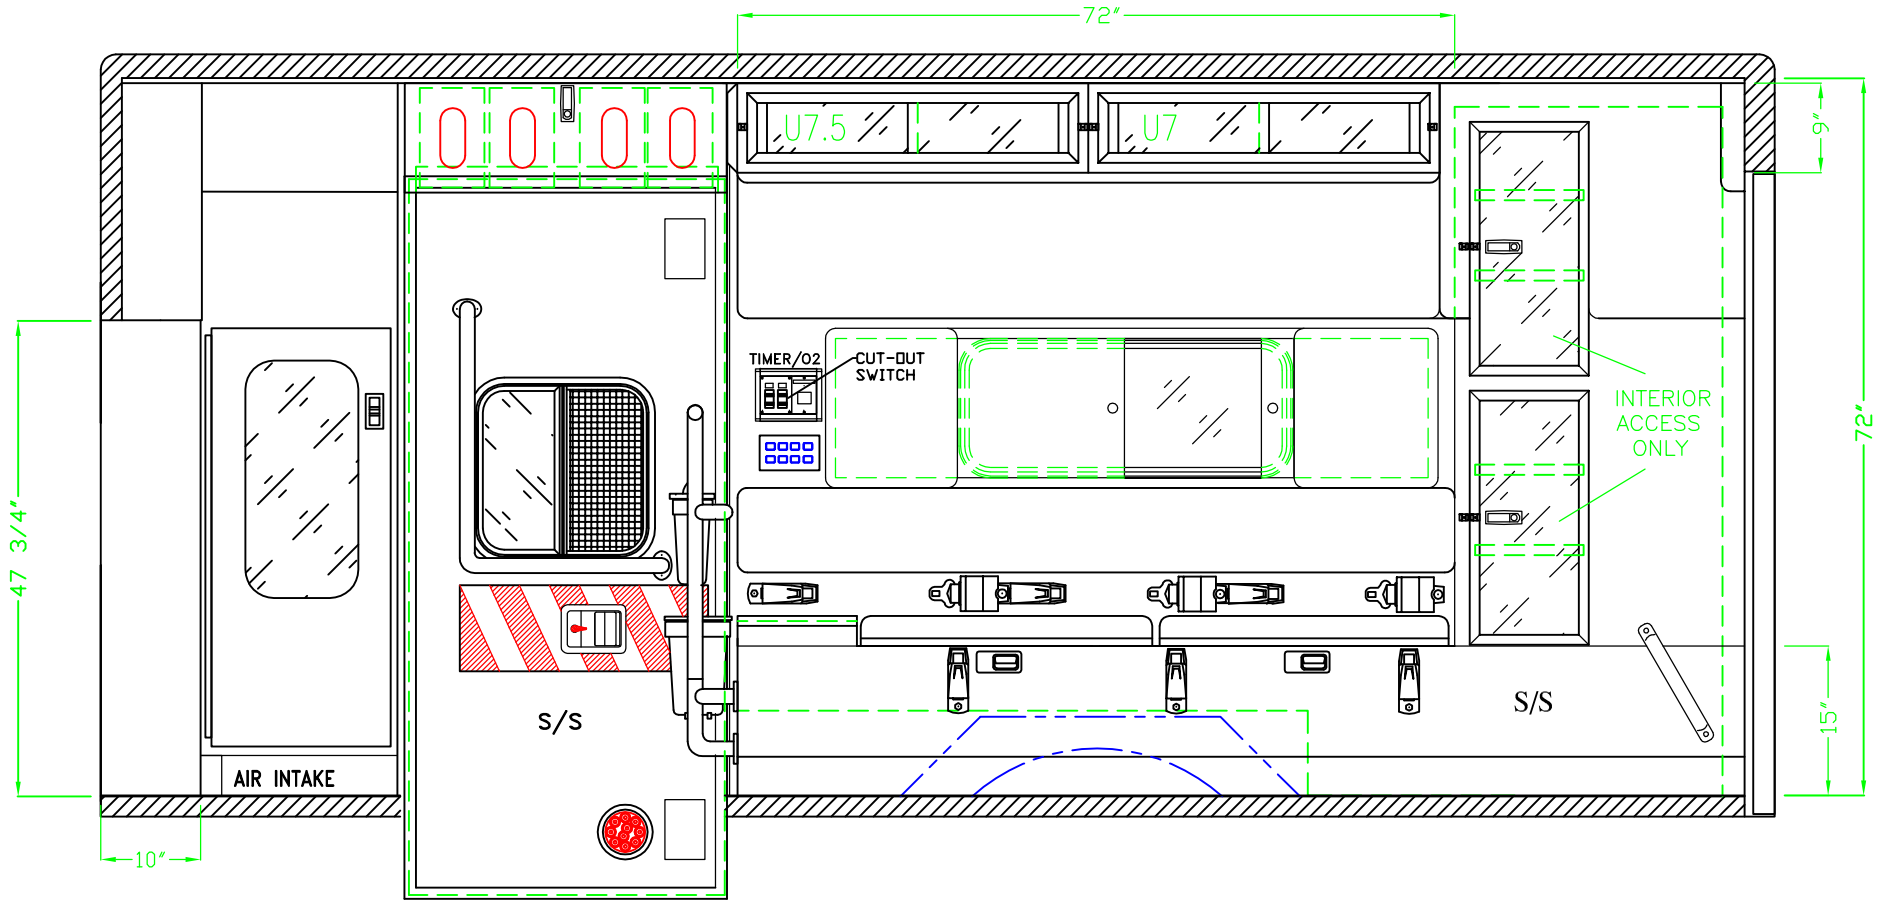 72"
U7.5
U7
9"
TIMER/O2
CUT-OUT
SWITCH
INTERIOR
ACCESS
ONLY
72"
47 3/4"
S/S
S/S
15"
AIR INTAKE
10"